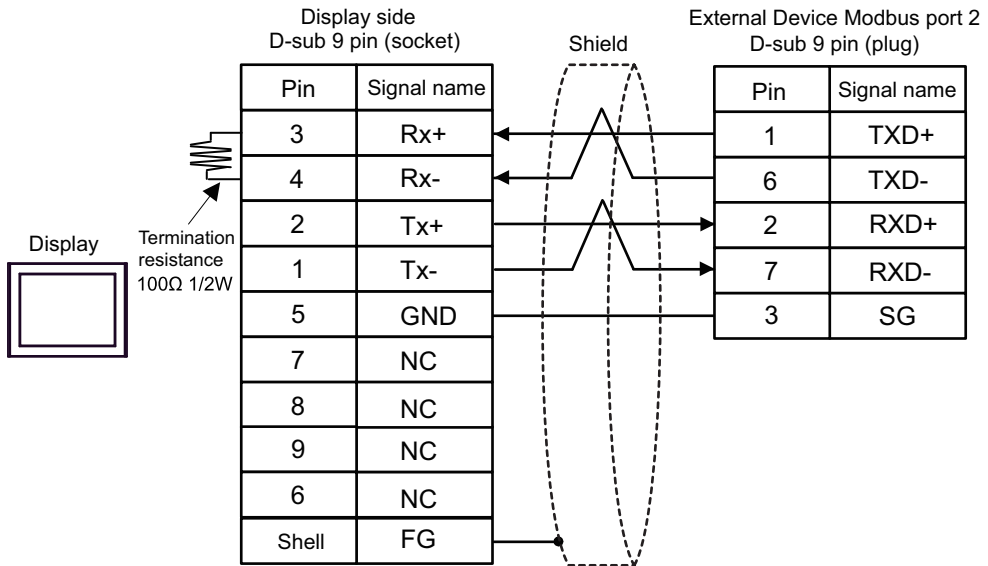 Display side
D-sub 9 pin (socket)
Shield
External Device Modbus port 2
D-sub 9 pin (plug)
Pin Signal name
3 Rx+
4 Rx-
2 Tx+
1 Tx-
5 GND
7 NC
8 NC
9 NC
6 NC
Shell FG
Pin Signal name
1 TXD+
6 TXD-
2 RXD+
7 RXD-
3 SG
Display
Termination
resistance
100Ω 1/2W